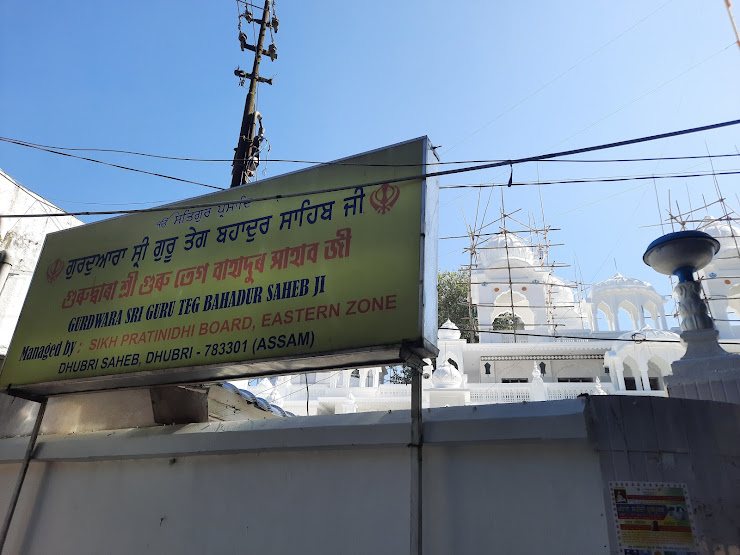 ੴ ਸਤਿਗੁਰ ਪ੍ਰਸਾਦਿ
ਗੁਰਦੁਆਰਾ ਸ੍ਰੀ ਗੁਰੂ ਤੇਗ ਬਹਾਦੁਰ ਸਾਹਿਬ ਜੀ
গুৰুদ্বাৰা শ্ৰী গুৰু তেগ বাহাদুৰ সাহাব জী
GURDWARA SRI GURU TEG BAHADUR SAHEB JI
Managed by : SIKH PRATINIDHI BOARD, EASTERN ZONE
DHUBRI SAHEB, DHUBRI - 783301 (ASSAM)